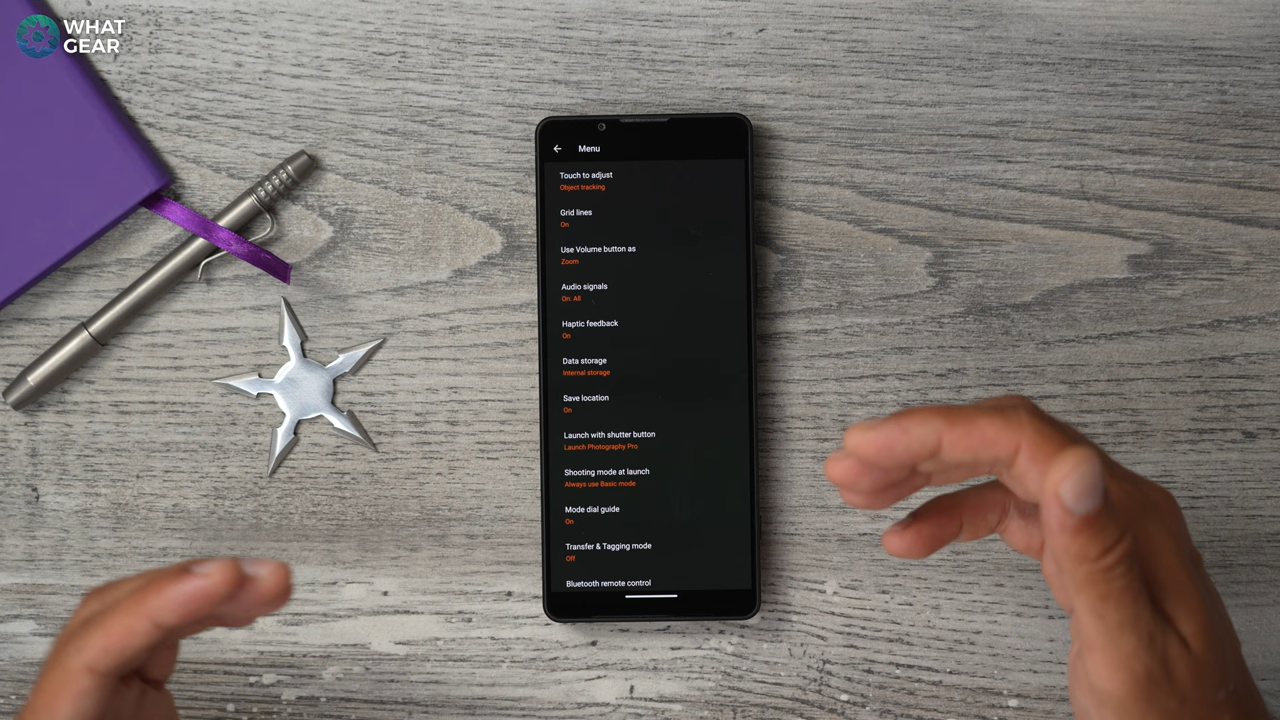 WHAT
GEAR
Menu
Touch to adjust
Object tracking
Grid lines
On
Use Volume button as
Zoom
Audio signals
On: All
Haptic feedback
On
Data storage
Internal storage
Save location
On
Launch with shutter button
Launch Photography Pro
Shooting mode at launch
Always use Basic mode
Mode dial guide
On
Transfer & Tagging mode
Off
Bluetooth remote control